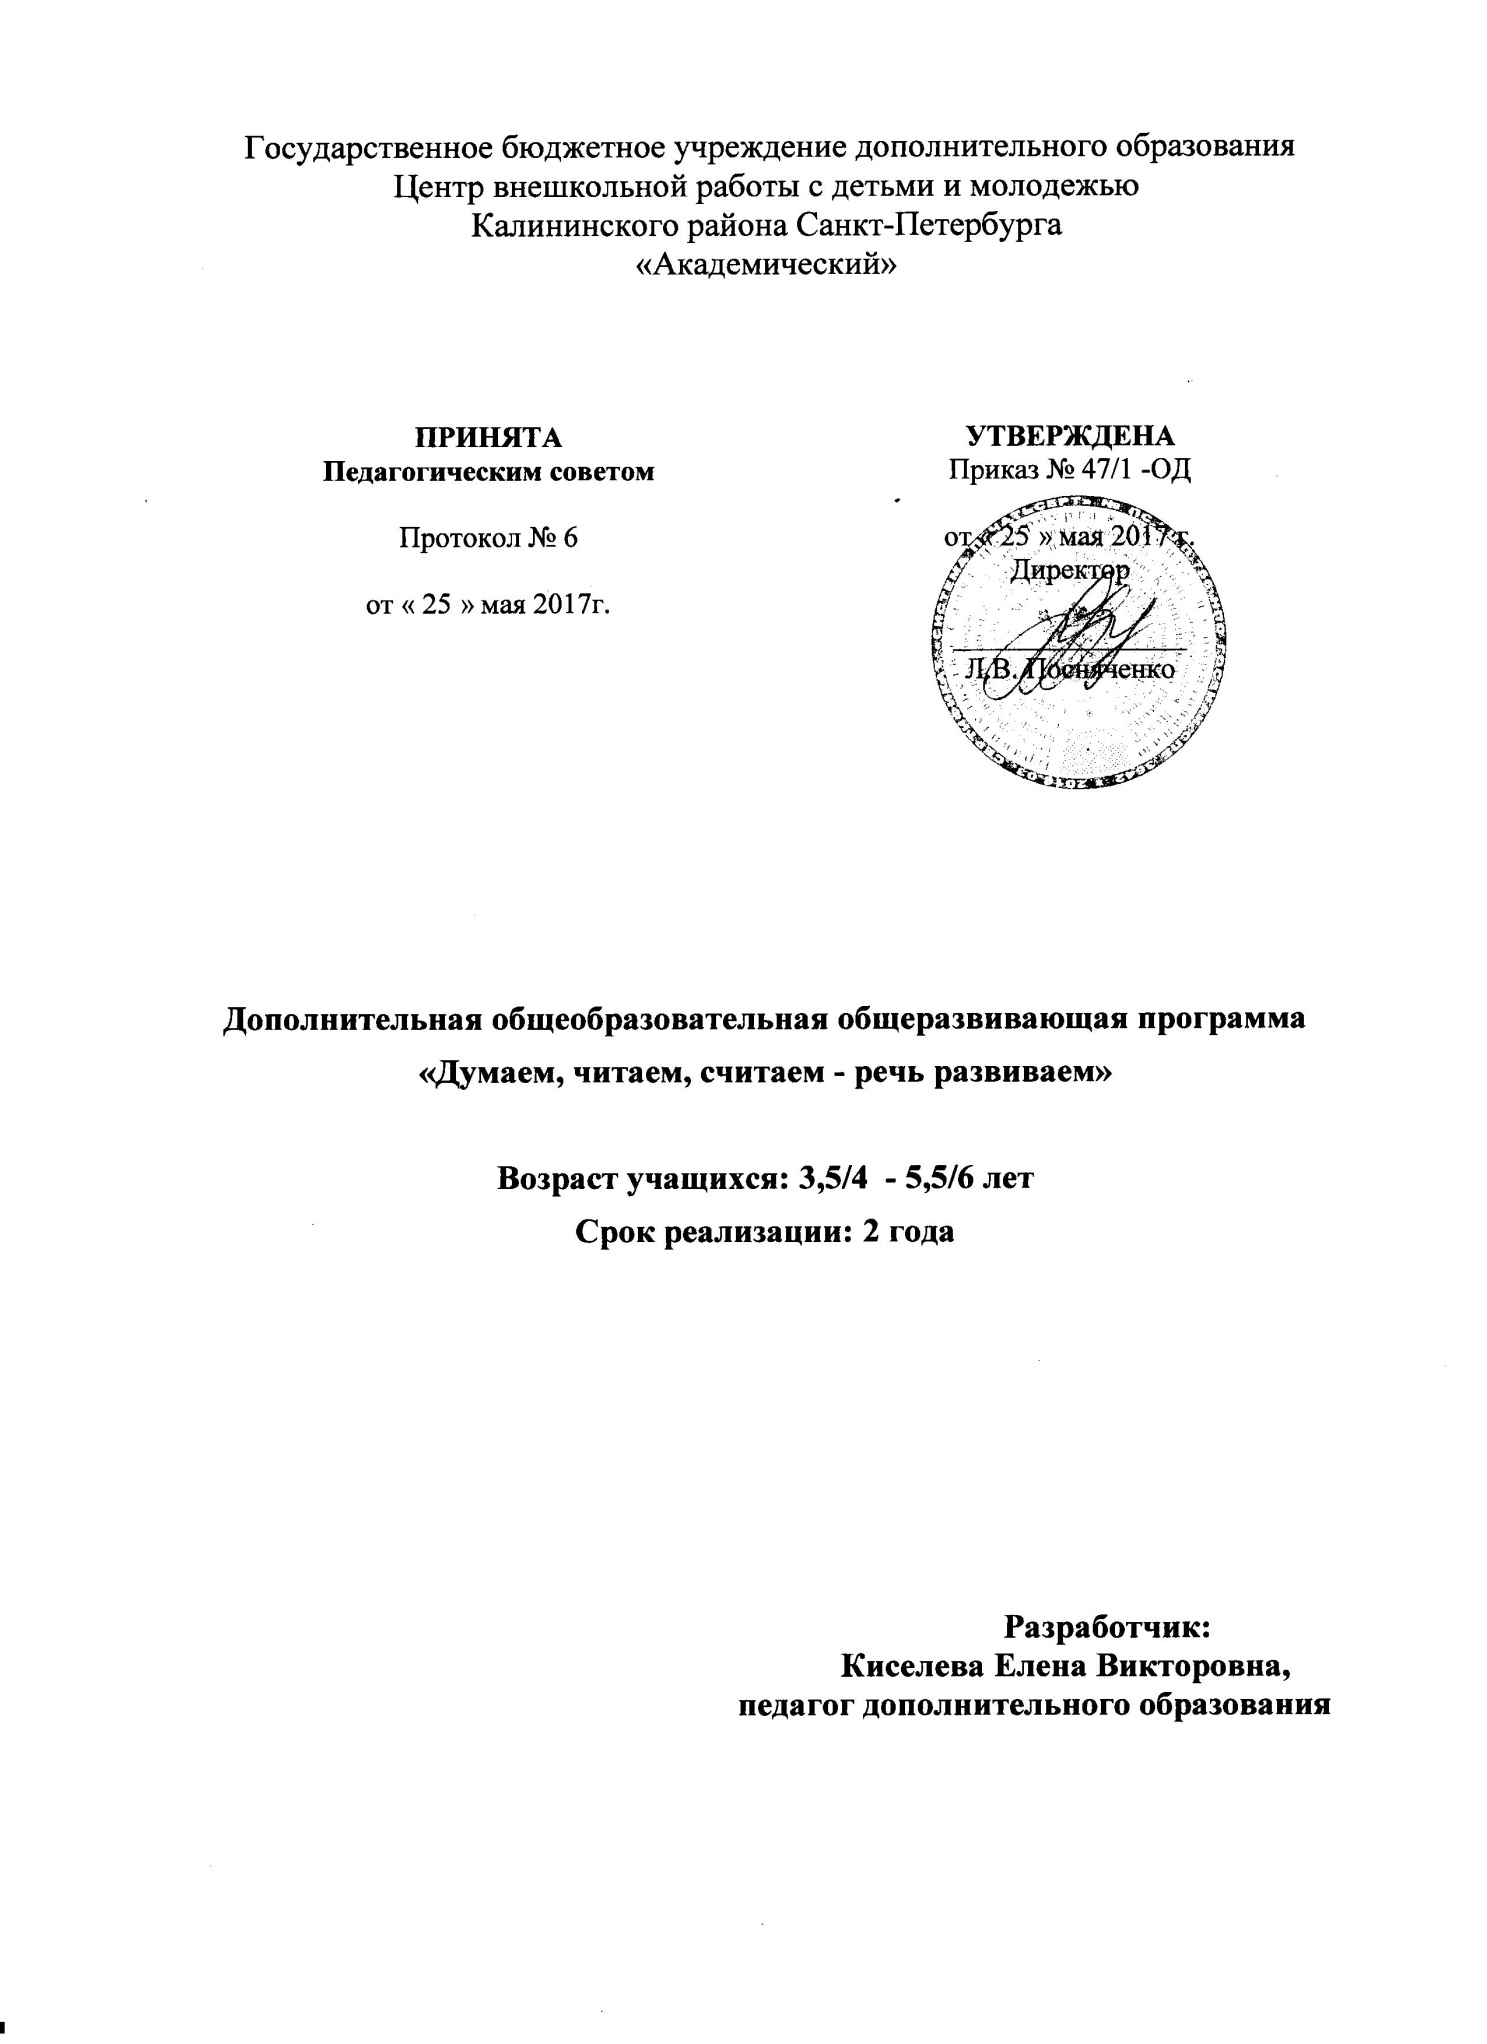 Государственное бюджетное учреждение дополнительного образования
Центр внешкольной работы с детьми и молодежью
Калининского района Санкт-Петербурга
«Академический»
ПРИНЯТА
Педагогическим советом
Протокол № 6
от « 25 » мая 2017г.
УТВЕРЖДЕНА
Приказ № 47/1 -ОД
от « 25 » мая 2017 г.
Директор
Л.В.
Дополнительная общеобразовательная общеразвивающая программа
«Думаем, читаем, считаем - речь развиваем»
Возраст учащихся: 3,5/4 - 5,5/6 лет
Срок реализации: 2 года
Разработчик:
Киселева Елена Викторовна,
педагог дополнительного образования